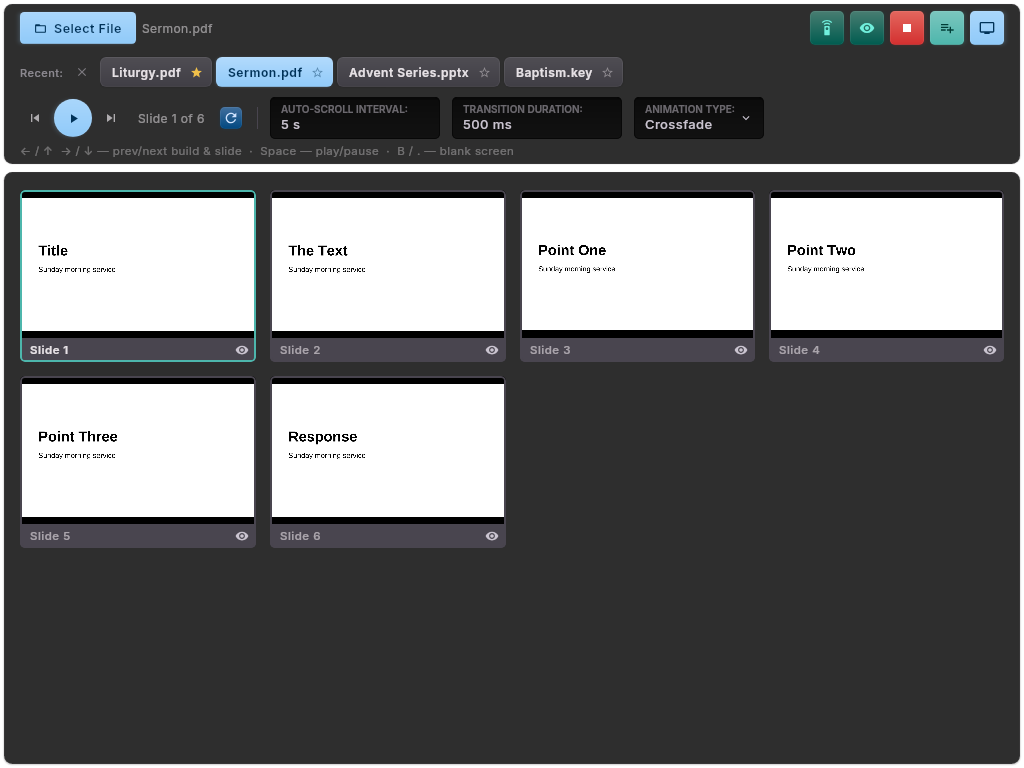 Select File Sermon.pdf
Recent: Liturgy.pdf Sermon.pdf Advent Series.pptx Baptism.key
Slide 1 of 6
AUTO-SCROLL INTERVAL:
5 s
TRANSITION DURATION:
500 ms
ANIMATION TYPE:
Crossfade
← / ↑ → / ↓ — prev/next build & slide · Space — play/pause · B / . — blank screen
Title
Sunday morning service
Slide 1
The Text
Sunday morning service
Slide 2
Point One
Sunday morning service
Slide 3
Point Two
Sunday morning service
Slide 4
Point Three
Sunday morning service
Slide 5
Response
Sunday morning service
Slide 6